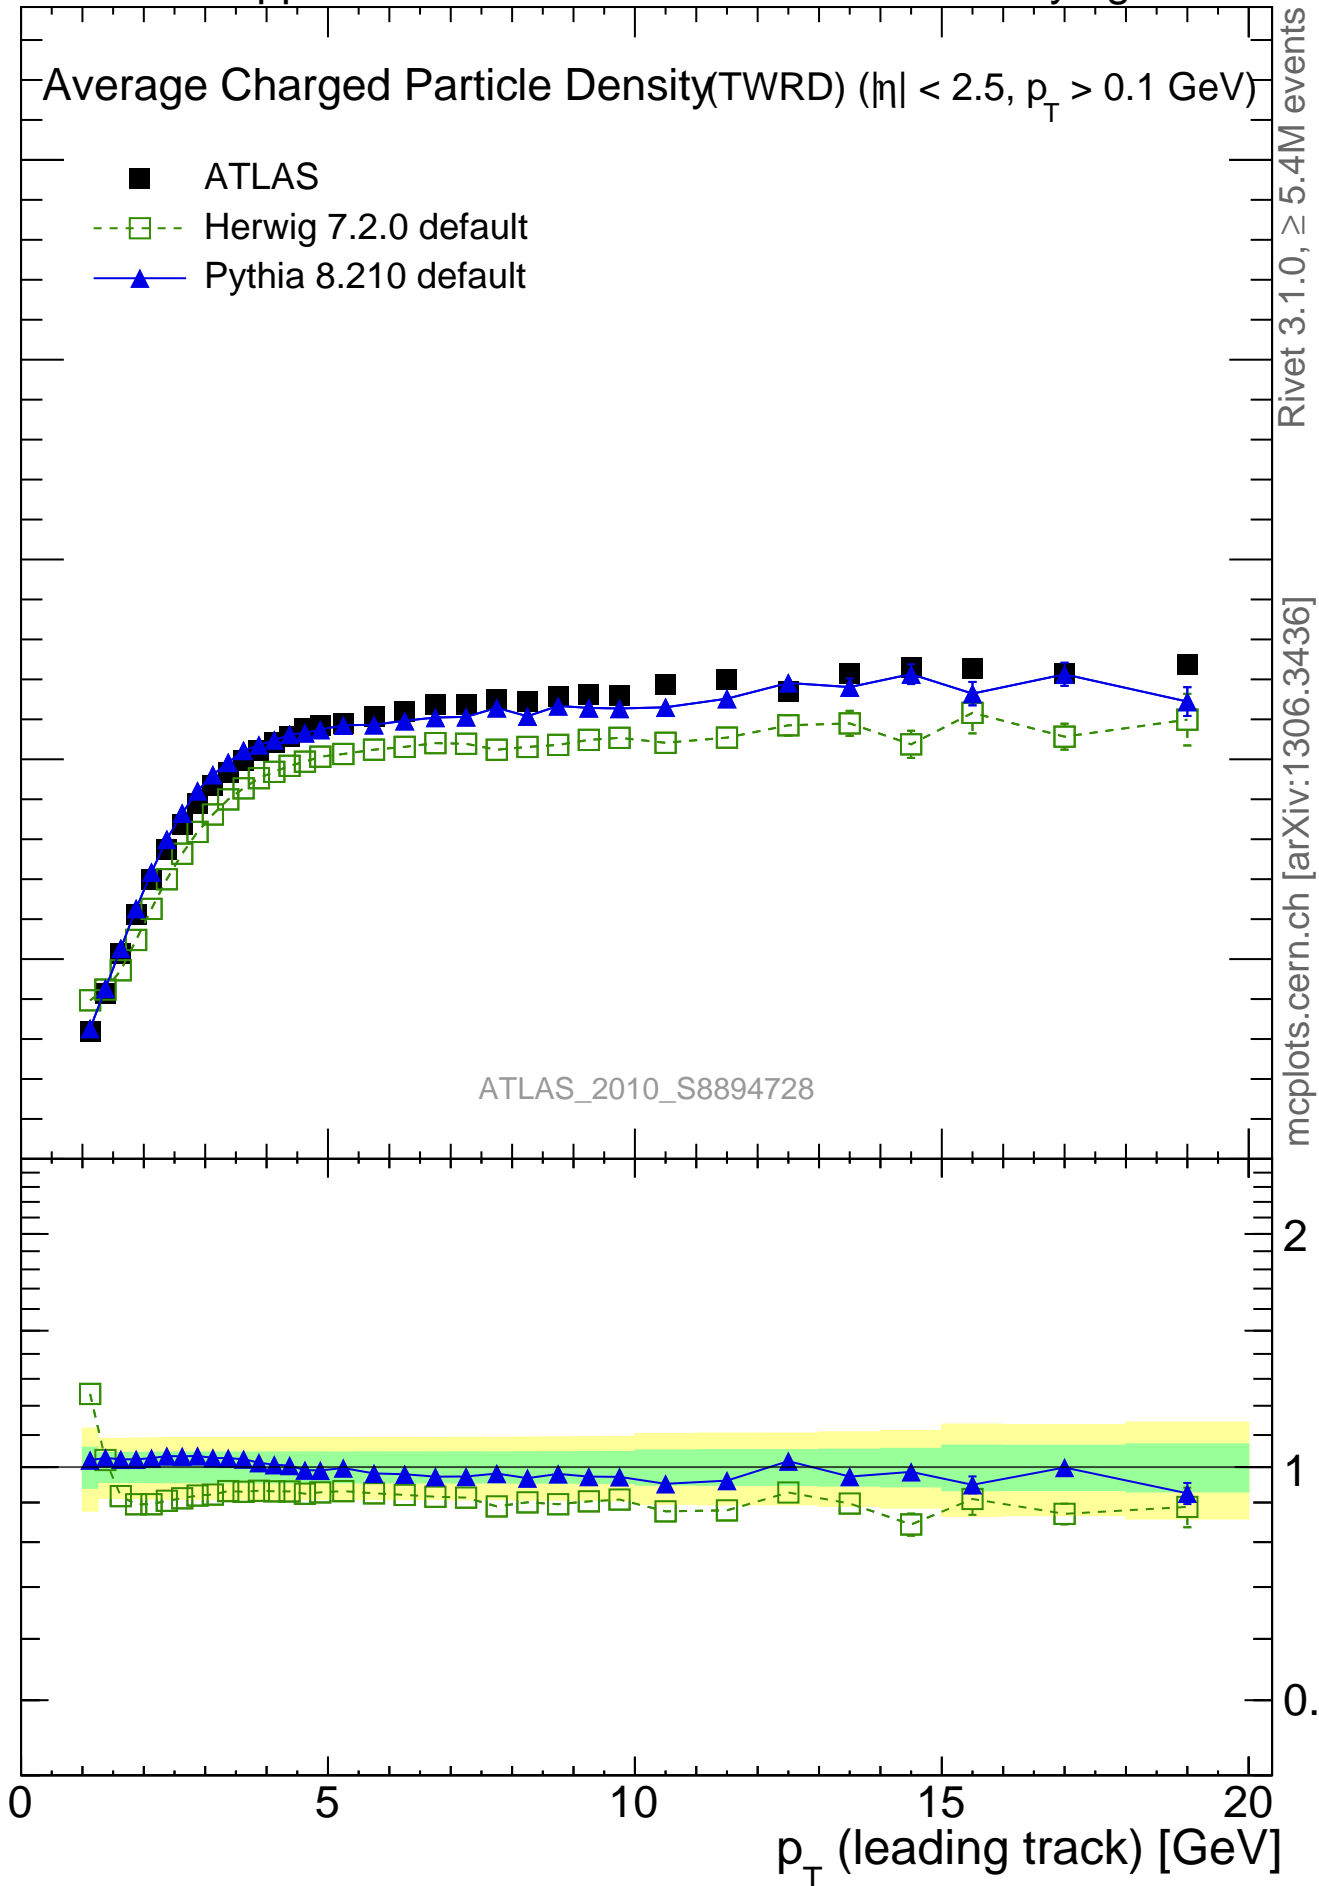 Average Charged Particle Density (TWRD) (|η| < 2.5, p_T > 0.1 GeV)
ATLAS
Herwig 7.2.0 default
Pythia 8.210 default
ATLAS_2010_S8894728
Rivet 3.1.0, ≥ 5.4M events
mcplots.cern.ch [arXiv:1306.3436]
2
1
0.
0 5 10 15 20
p_T (leading track) [GeV]